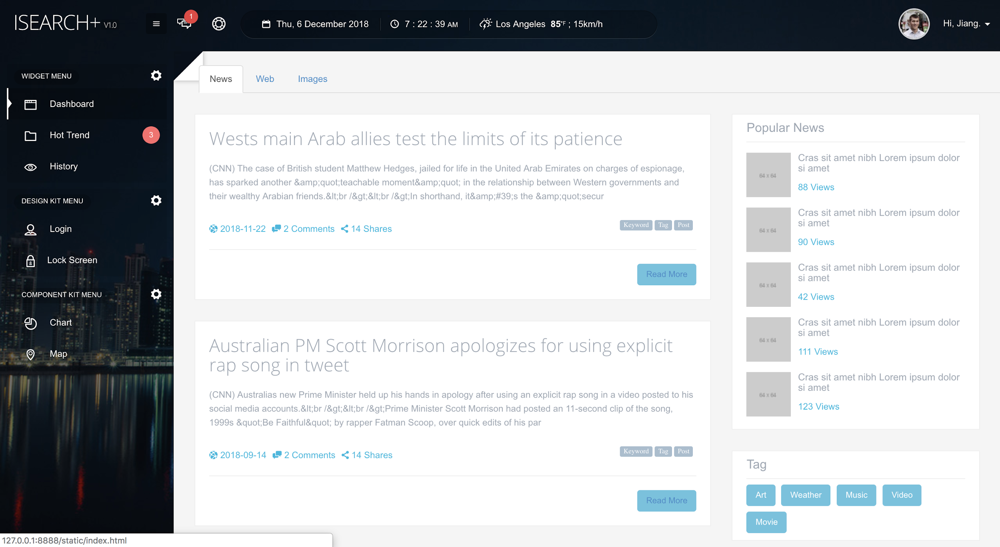 ISEARCH+ V1.0
1
Thu, 6 December 2018
7 : 22 : 39 AM
Los Angeles 85°F ; 15km/h
Hi, Jiang.
WIDGET MENU
Dashboard
Hot Trend 3
History
DESIGN KIT MENU
Login
Lock Screen
COMPONENT KIT MENU
Chart
Map
News Web Images
Wests main Arab allies test the limits of its patience
(CNN) The case of British student Matthew Hedges, jailed for life in the United Arab Emirates on charges of espionage,
has sparked another &amp;quot;teachable moment&amp;quot; in the relationship between Western governments and
their wealthy Arabian friends.&lt;br /&gt;&lt;br /&gt;In shorthand, it&amp;#39;s the &amp;quot;secur
2018-11-22 2 Comments 14 Shares
Keyword Tag Post
Read More
Australian PM Scott Morrison apologizes for using explicit
rap song in tweet
(CNN) Australias new Prime Minister held up his hands in apology after using an explicit rap song in a video posted to his
social media accounts.&lt;br /&gt;&lt;br /&gt;Prime Minister Scott Morrison had posted an 11-second clip of the song,
1999s &quot;Be Faithful&quot; by rapper Fatman Scoop, over quick edits of his par
2018-09-14 2 Comments 14 Shares
Keyword Tag Post
Read More
Popular News
64 x 64
Cras sit amet nibh Lorem ipsum dolor
si amet
88 Views
64 x 64
Cras sit amet nibh Lorem ipsum dolor
si amet
90 Views
64 x 64
Cras sit amet nibh Lorem ipsum dolor
si amet
42 Views
64 x 64
Cras sit amet nibh Lorem ipsum dolor
si amet
111 Views
64 x 64
Cras sit amet nibh Lorem ipsum dolor
si amet
123 Views
Tag
Art Weather Music Video
Movie
127.0.0.1:8888/static/index.html